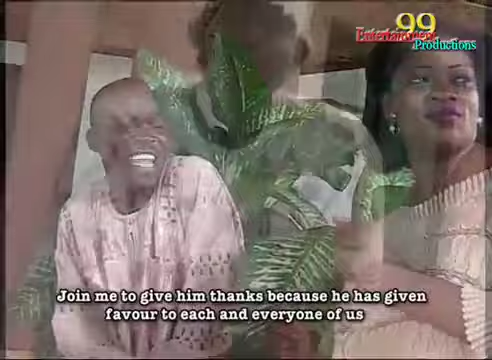 99
Entertainment
Productions
Join me to give him thanks because he has given
favour to each and everyone of us